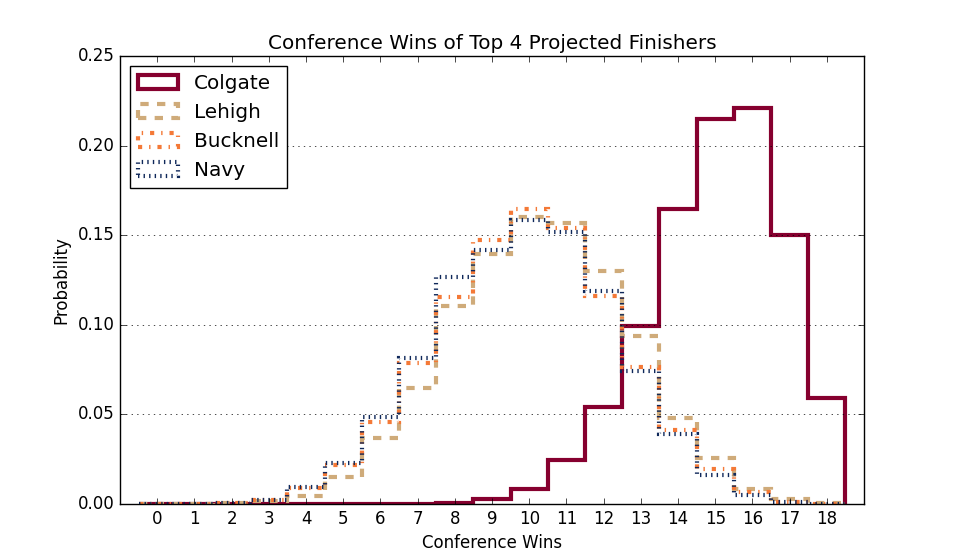 Conference Wins of Top 4 Projected Finishers
0.25
0.20
0.15
0.10
0.05
0.00
Probability
Colgate
Lehigh
Bucknell
Navy
0 1 2 3 4 5 6 7 8 9 10 11 12 13 14 15 16 17 18
Conference Wins